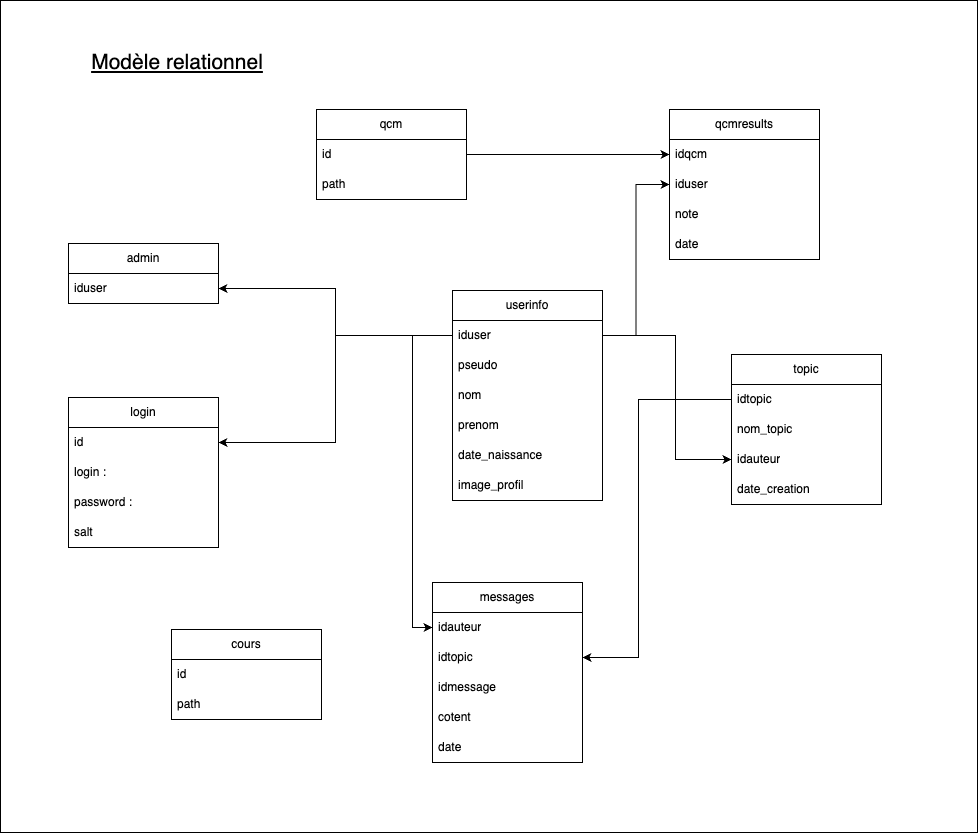 Modèle relationnel
qcm
id
path
qcmresults
idqcm
iduser
note
date
admin
iduser
userinfo
iduser
pseudo
nom
prenom
date_naissance
image_profil
topic
idtopic
nom_topic
idauteur
date_creation
login
id
login :
password :
salt
messages
idauteur
idtopic
idmessage
cotent
date
cours
id
path